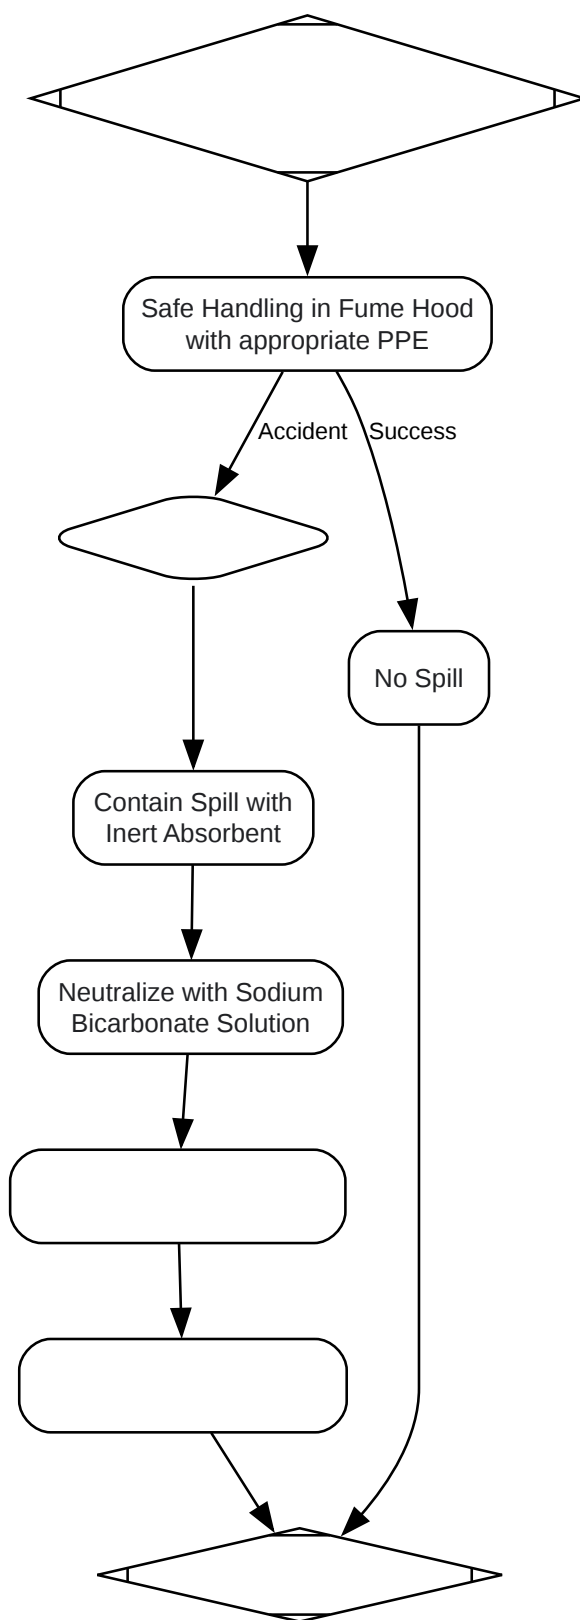 Safe Handling in Fume Hood
with appropriate PPE
Accident
Success
No Spill
Contain Spill with
Inert Absorbent
Neutralize with Sodium
Bicarbonate Solution